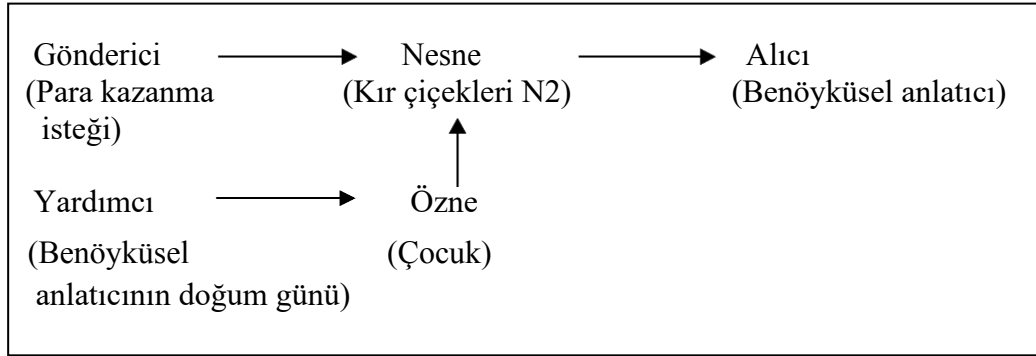 Gönderici Nesne Alıcı
(Para kazanma (Kır çiçekleri N2) (Benöyküsel anlatıcı)
isteği)
Yardımcı Özne
(Benöyküsel (Çocuk)
anlatıcının doğum günü)